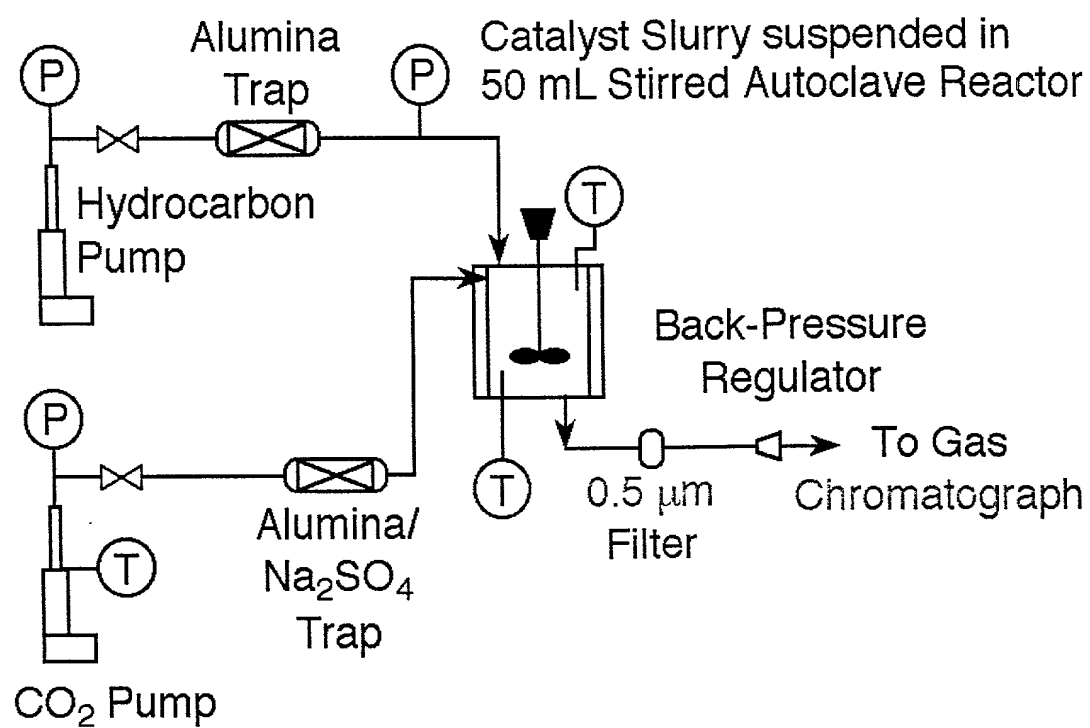 P
Alumina
Trap
P
Catalyst Slurry suspended in
50 mL Stirred Autoclave Reactor
T
Hydrocarbon
Pump
Back-Pressure
Regulator
P
To Gas
Chromatograph
T
0.5 μm
Filter
T
Alumina/
Na₂SO₄
Trap
CO₂ Pump